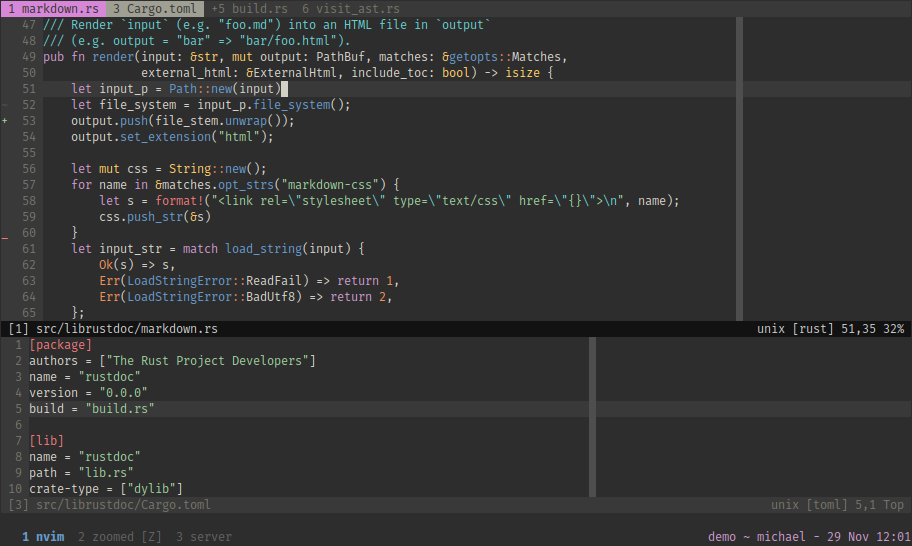 1 markdown.rs  3 Cargo.toml  +5 build.rs  6 visit_ast.rs
47 /// Render `input` (e.g. "foo.md") into an HTML file in `output`
48 /// (e.g. output = "bar" => "bar/foo.html").
49 pub fn render(input: &str, mut output: PathBuf, matches: &getopts::Matches,
50               external_html: &ExternalHtml, include_toc: bool) -> isize {
51     let input_p = Path::new(input)
- 52     let file_system = input_p.file_system();
+ 53     output.push(file_stem.unwrap());
54     output.set_extension("html");
55
56     let mut css = String::new();
57     for name in &matches.opt_strs("markdown-css") {
58         let s = format!("<link rel=\"stylesheet\" type=\"text/css\" href=\"{}\">\n", name);
59         css.push_str(&s)
_ 60     }
61     let input_str = match load_string(input) {
62         Ok(s) => s,
63         Err(LoadStringError::ReadFail) => return 1,
64         Err(LoadStringError::BadUtf8) => return 2,
65     };
[1] src/librustdoc/markdown.rs unix [rust] 51,35 32%
1 [package]
2 authors = ["The Rust Project Developers"]
3 name = "rustdoc"
4 version = "0.0.0"
5 build = "build.rs"
6
7 [lib]
8 name = "rustdoc"
9 path = "lib.rs"
10 crate-type = ["dylib"]
[3] src/librustdoc/Cargo.toml unix [toml] 5,1 Top
1 nvim  2 zoomed [Z]  3 server demo ~ michael - 29 Nov 12:01